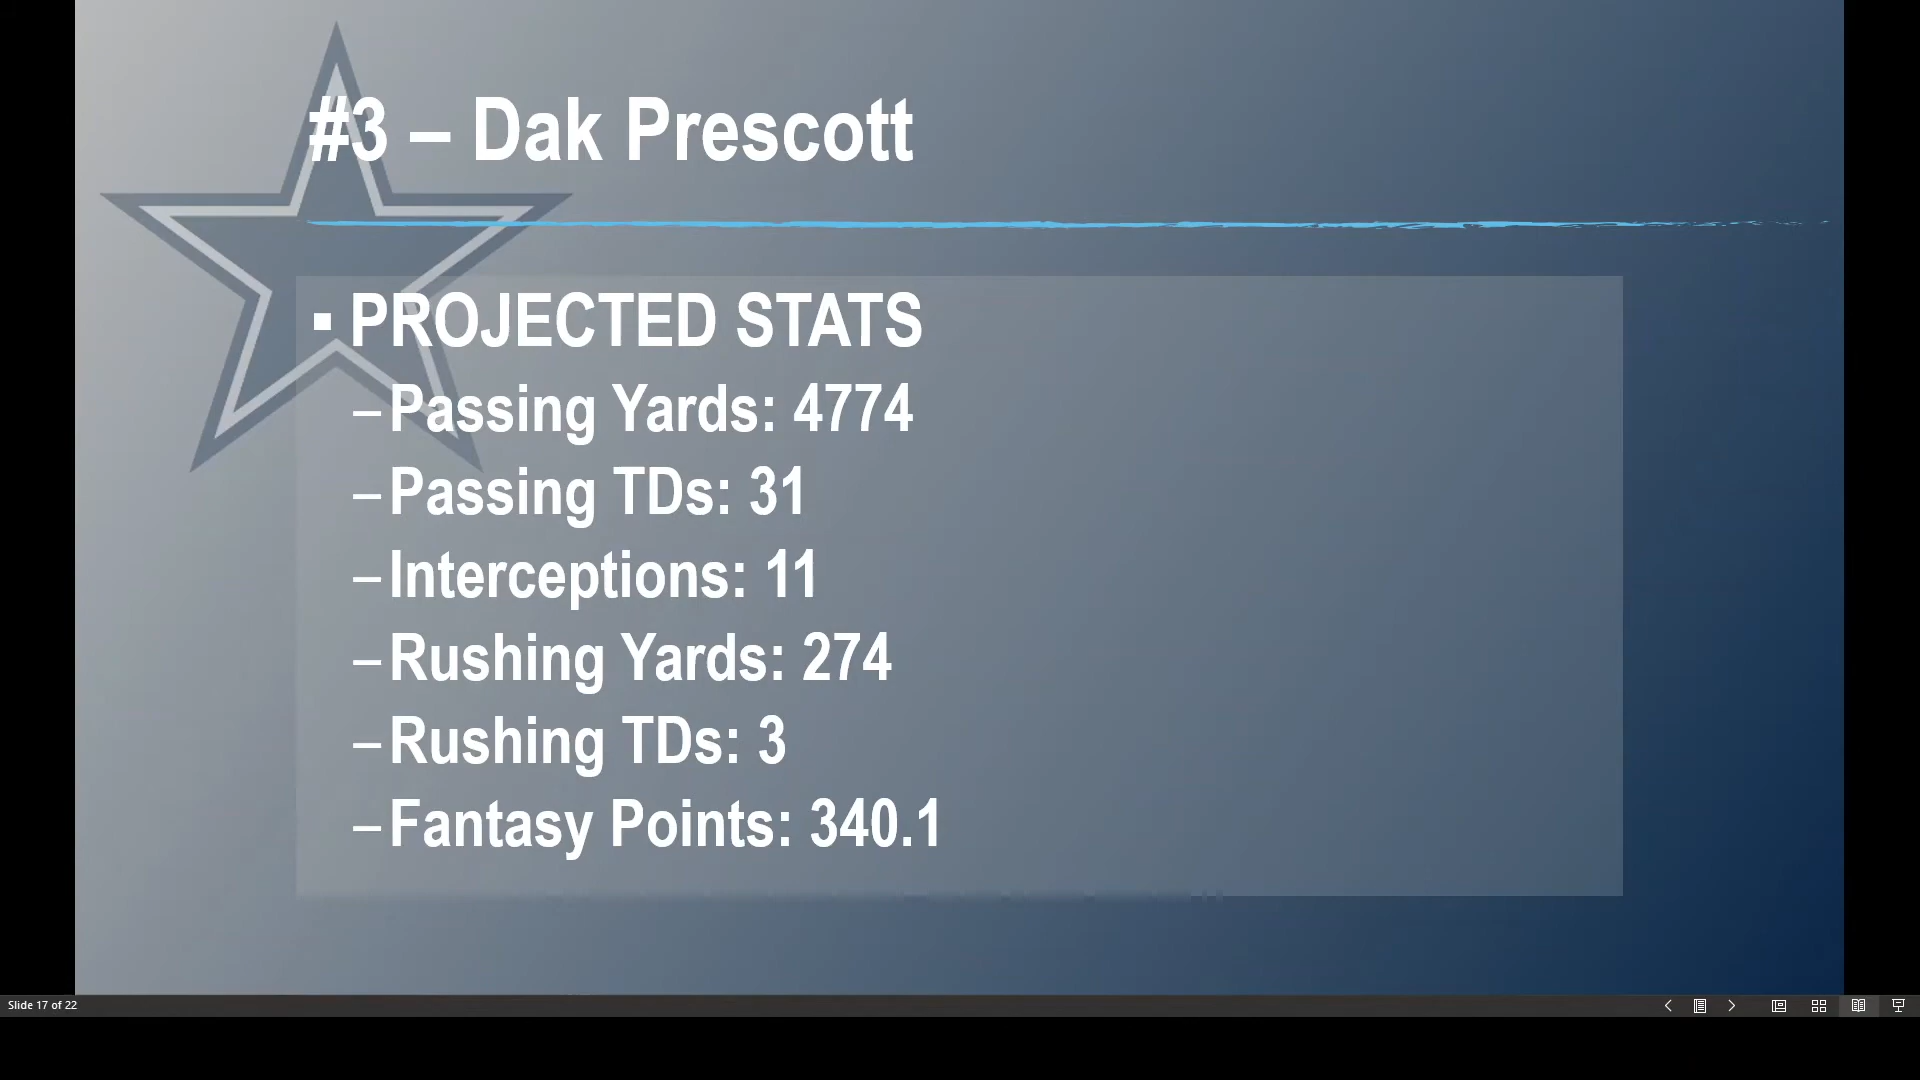 #3 – Dak Prescott
▪ PROJECTED STATS
– Passing Yards: 4774
– Passing TDs: 31
– Interceptions: 11
– Rushing Yards: 274
– Rushing TDs: 3
– Fantasy Points: 340.1
Slide 17 of 22